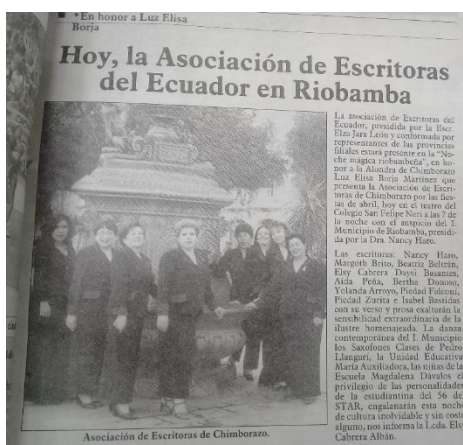 • En honor a Luz Elisa
Borja
Hoy, la Asociación de Escritoras
del Ecuador en Riobamba
La asociación de Escritoras del
Ecuador, presidida por la Escr.
Elza Jara León y conformada por
representantes de las provincias
filiales estará presente en la "No-
che mágica riobambeña", en ho-
nor a la Alondra de Chimborazo
Luz Elisa Borja Martínez que
presenta la Asociación de Escri-
toras de Chimborazo por las fies-
tas de abril, hoy en el teatro del
Colegio San Felipe Neri a las 7 de
la noche con el auspicio del I.
Municipio de Riobamba, presidi-
da por la Dra. Nancy Haro.
Las escritoras: Nancy Haro,
Margoth Brito, Beatriz Beltrán,
Elsy Cabrera Daysi Basantes,
Aida Peña, Bertha Donoso,
Yolanda Arroyo, Piedad Falconí,
Piedad Zurita e Isabel Bastidas
con su verso y prosa exaltarán la
sensibilidad extraordinaria de la
ilustre homenajeada. La danza
contemporánea del I. Municipio,
los Saxofones Clases de Pedro
Llangarí, la Unidad Educativa
María Auxiliadora, las niñas de la
Escuela Magdalena Dávalos el
privilegio de las personalidades
de la estudiantina del 56 de
STAR, engalanarán esta noche
de cultura inolvidable y sin costo
alguno, nos informa la Lcda. Elsy
Cabrera Albán.
Asociación de Escritoras de Chimborazo.